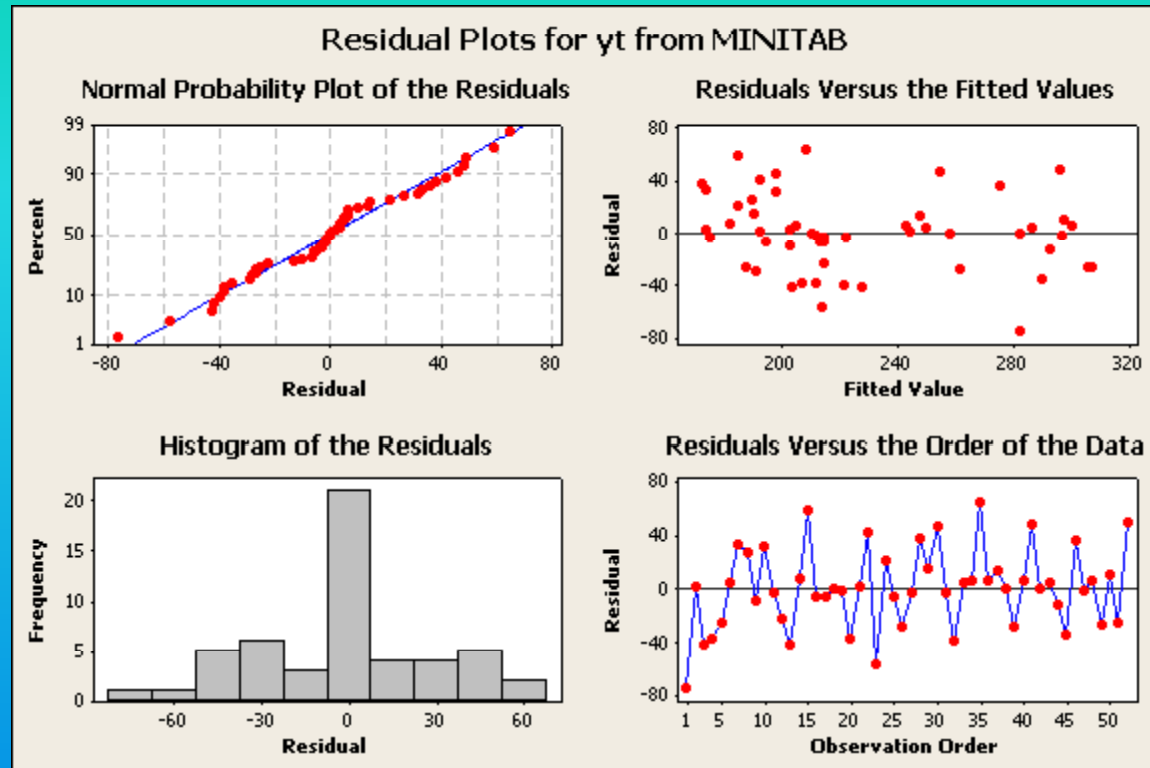 Residual Plots for yt from MINITAB
Normal Probability Plot of the Residuals
99
90
50
10
1
Percent
-80 -40 0 40 80
Residual
Residuals Versus the Fitted Values
80
40
0
-40
-80
Residual
200 240 280 320
Fitted Value
Histogram of the Residuals
20
15
10
5
0
Frequency
-60 -30 0 30 60
Residual
Residuals Versus the Order of the Data
80
40
0
-40
-80
Residual
1 5 10 15 20 25 30 35 40 45 50
Observation Order